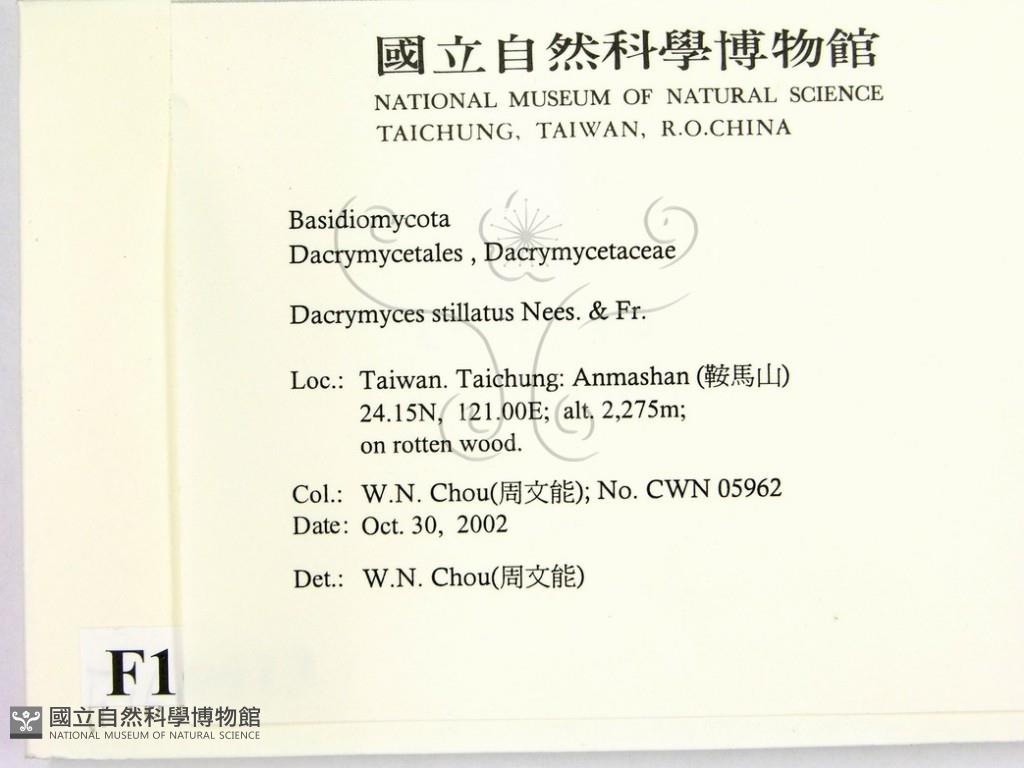 國立自然科學博物館
NATIONAL MUSEUM OF NATURAL SCIENCE
TAICHUNG, TAIWAN, R.O.CHINA
Basidiomycota
Dacrymycetales , Dacrymycetaceae
Dacrymyces stillatus Nees. & Fr.
Loc.: Taiwan. Taichung: Anmashan (鞍馬山)
24.15N, 121.00E; alt. 2,275m;
on rotten wood.
Col.: W.N. Chou(周文能); No. CWN 05962
Date: Oct. 30, 2002
Det.: W.N. Chou(周文能)
F1
國立自然科學博物館
NATIONAL MUSEUM OF NATURAL SCIENCE